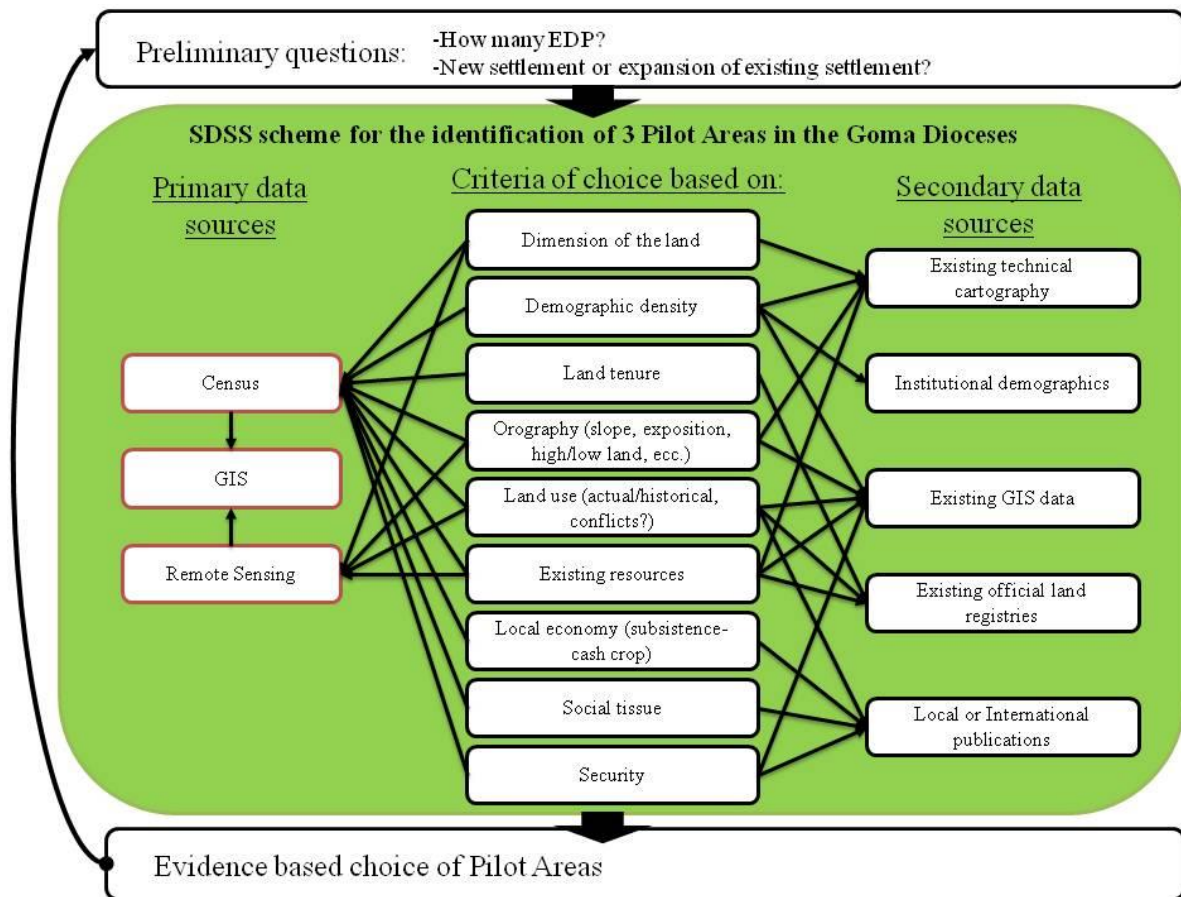 Preliminary questions:
-How many EDP?
-New settlement or expansion of existing settlement?
SDSS scheme for the identification of 3 Pilot Areas in the Goma Dioceses
Primary data
sources
Census
GIS
Remote Sensing
Criteria of choice based on:
Dimension of the land
Demographic density
Land tenure
Orography (slope, exposition,
high/low land, ecc.)
Land use (actual/historical,
conflicts?)
Existing resources
Local economy (subsistence-
cash crop)
Social tissue
Security
Secondary data
sources
Existing technical
cartography
Institutional demographics
Existing GIS data
Existing official land
registries
Local or International
publications
Evidence based choice of Pilot Areas